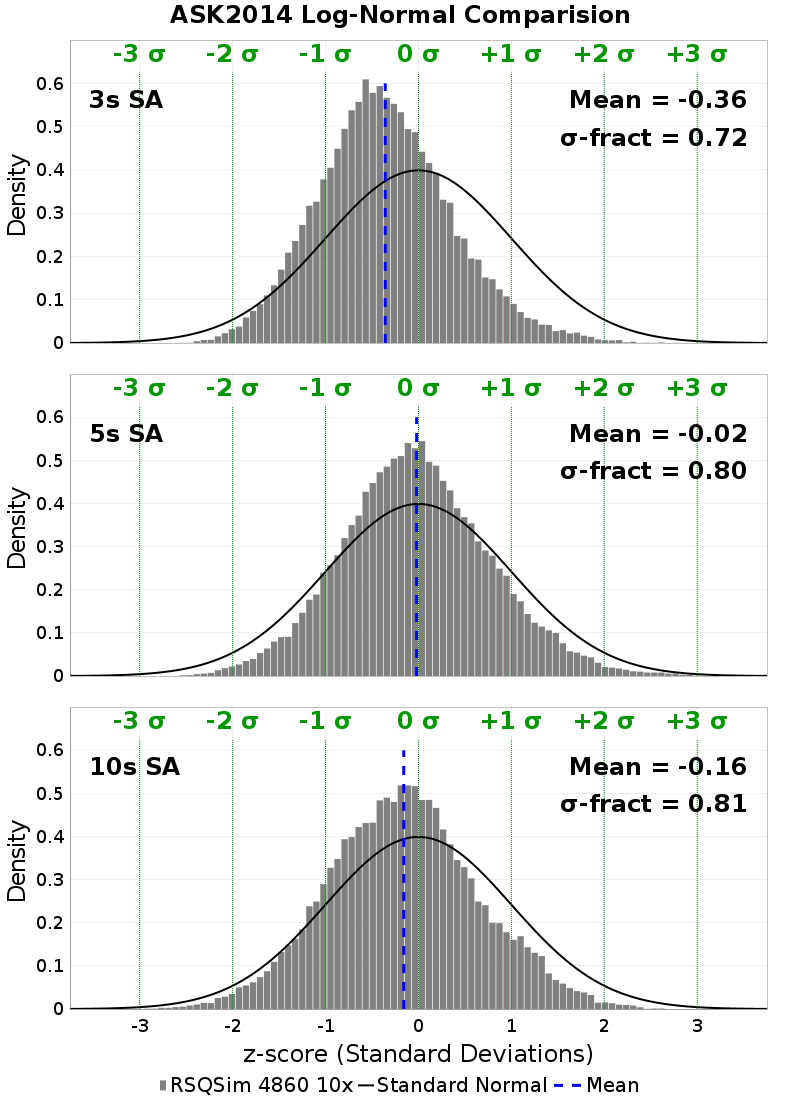 ASK2014 Log-Normal Comparision
-3 σ -2 σ -1 σ 0 σ +1 σ +2 σ +3 σ
3s SA
Mean = -0.36
σ-fract = 0.72
0.6
0.5
0.4
0.3
0.2
0.1
0
Density
-3 σ -2 σ -1 σ 0 σ +1 σ +2 σ +3 σ
5s SA
Mean = -0.02
σ-fract = 0.80
0.6
0.5
0.4
0.3
0.2
0.1
0
Density
-3 σ -2 σ -1 σ 0 σ +1 σ +2 σ +3 σ
10s SA
Mean = -0.16
σ-fract = 0.81
0.6
0.5
0.4
0.3
0.2
0.1
0
Density
-3 -2 -1 0 1 2 3
z-score (Standard Deviations)
RSQSim 4860 10x Standard Normal Mean